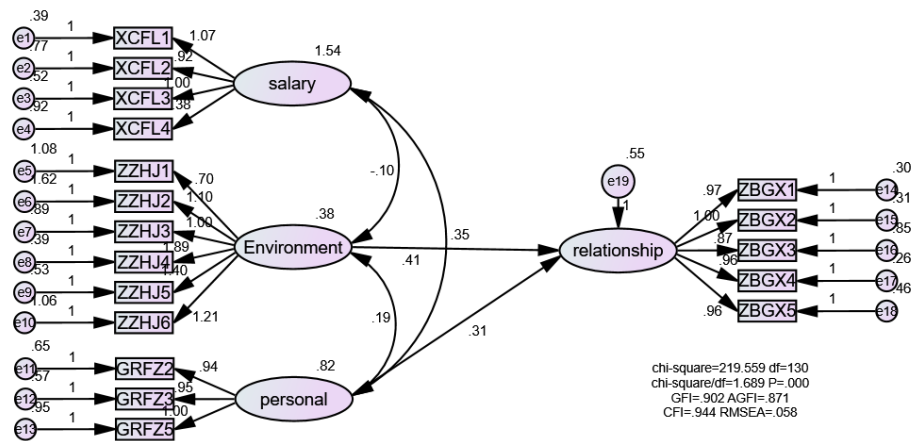 .39
e1
1
XCFL1
1.07
.77
e2
1
XCFL2
.92
.52
e3
1
XCFL3
1.00
.92
e4
1
XCFL4
.38
1.54
salary
1.08
e5
1
ZZHJ1
.70
1.62
e6
1
ZZHJ2
1.10
.89
e7
1
ZZHJ3
1.00
.39
e8
1
ZZHJ4
1.89
.53
e9
1
ZZHJ5
1.40
1.06
e10
1
ZZHJ6
1.21
.38
Environment
.65
e11
1
GRFZ2
.94
.57
e12
1
GRFZ3
.95
.95
e13
1
GRFZ5
1.00
.82
personal
-.10
.35
.19
.41
.31
.55
e19
1
relationship
.97
ZBGX1
1
.30
e14
1.00
ZBGX2
1
.31
e15
.87
ZBGX3
1
.85
e16
.96
ZBGX4
1
.26
e17
.96
ZBGX5
1
.46
e18
chi-square=219.559 df=130
chi-square/df=1.689 P=.000
GFI=.902 AGFI=.871
CFI=.944 RMSEA=.058